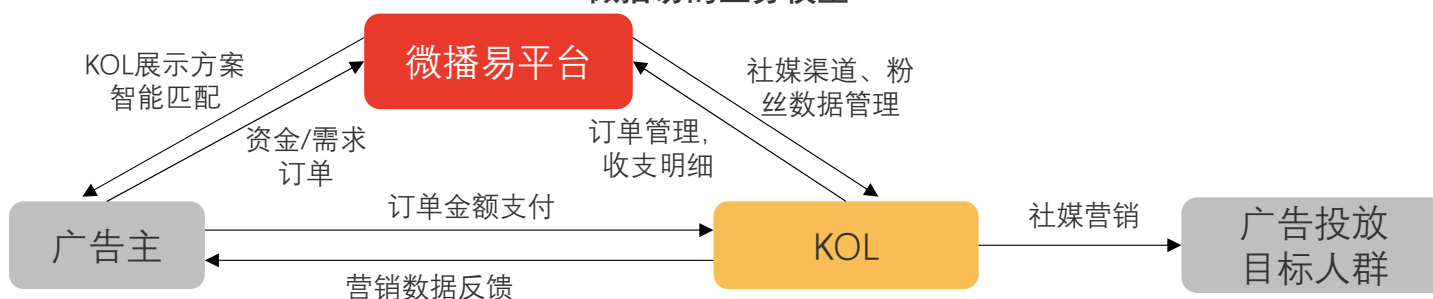 微播易平台
KOL展示方案
智能匹配
社媒渠道、粉
丝数据管理
资金/需求
订单
订单管理,
收支明细
广告主
订单金额支付
营销数据反馈
KOL
社媒营销
广告投放
目标人群